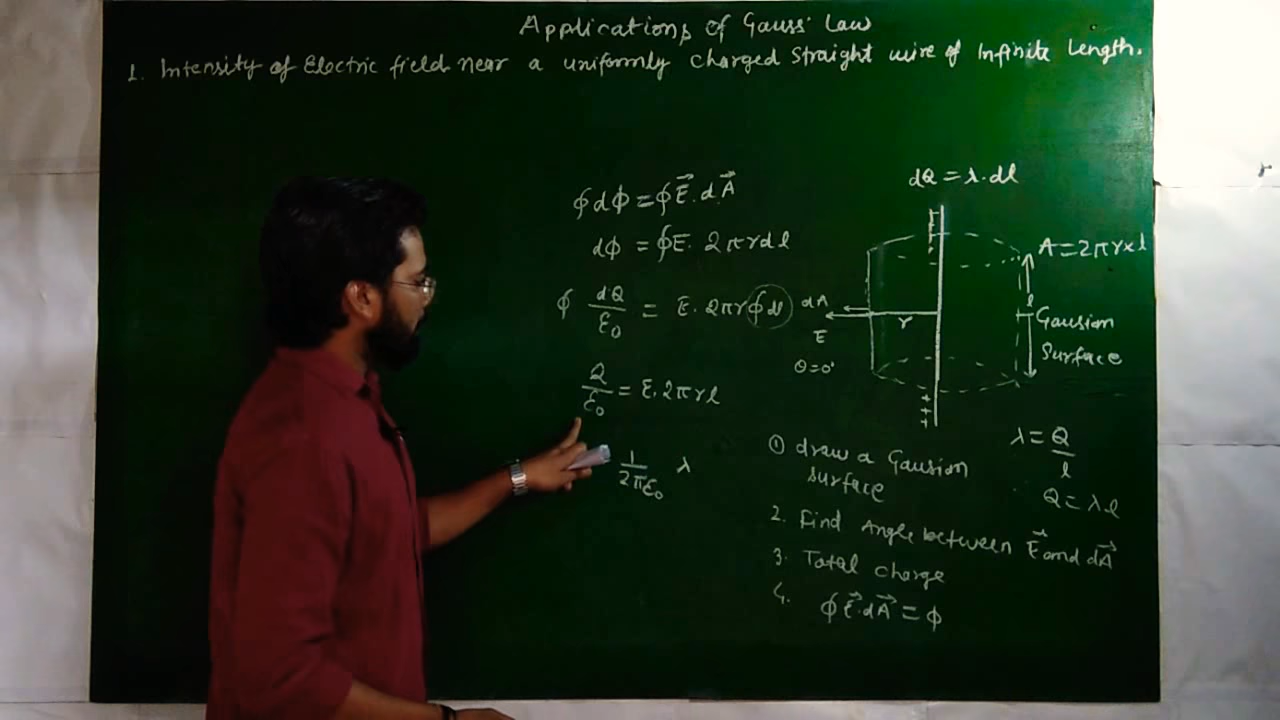 Applications of Gauss' Law
1. Intensity of Electric field near a uniformly charged straight wire of Infinite Length.
∮dϕ = ∮E⃗.dA⃗
dϕ = ∮E. 2πrdl
∮ dQ/ε₀ = E. 2πr∮dl
Q/ε₀ = E.2πrl
1/2πε₀ λ
dQ = λ.dl
A=2πr×l
dA
E
θ=0°
r
l
Gausion
Surface
+++
λ = Q/l
Q = λl
① draw a Gausion
surface
2. Find Angle between E⃗ and dA⃗
3. Total charge
4. ∮E⃗.dA⃗ = ϕ